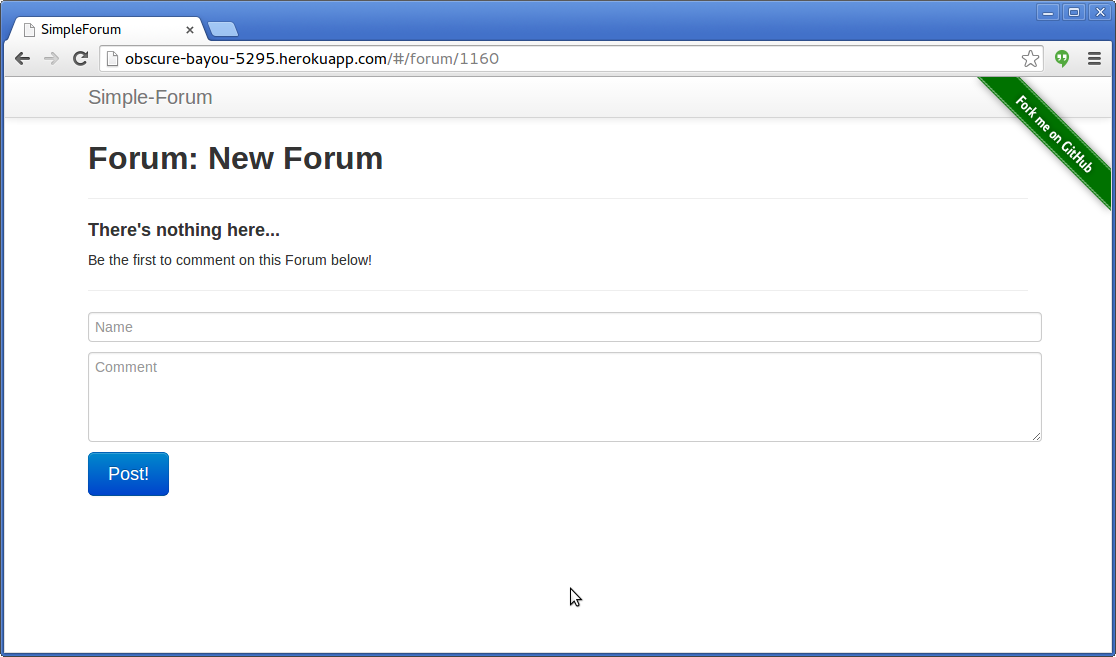 SimpleForum
obscure-bayou-5295.herokuapp.com/#/forum/1160
Simple-Forum
Fork me on GitHub
Forum: New Forum
There's nothing here...
Be the first to comment on this Forum below!
Name
Comment
Post!